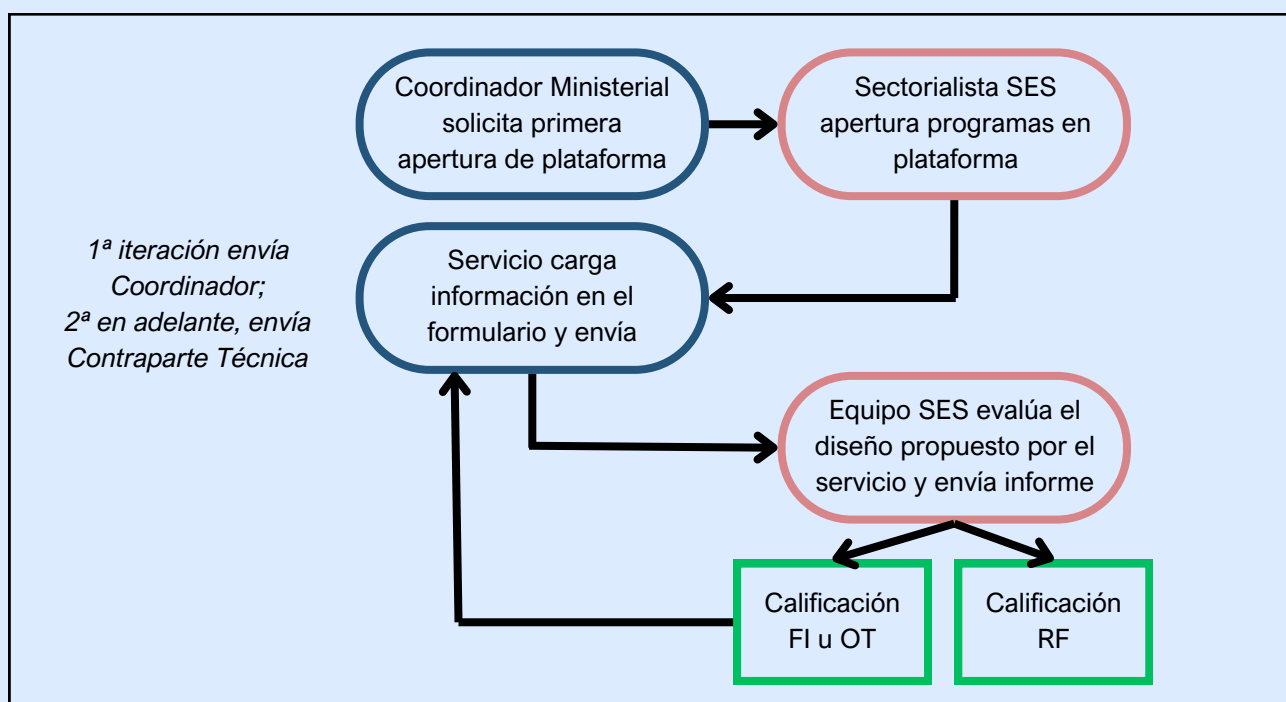 Coordinador Ministerial
solicita primera
apertura de plataforma
Sectorialista SES
apertura programas en
plataforma
1ª iteración envía
Coordinador;
2ª en adelante, envía
Contraparte Técnica
Servicio carga
información en el
formulario y envía
Equipo SES evalúa el
diseño propuesto por el
servicio y envía informe
Calificación
FI u OT
Calificación
RF